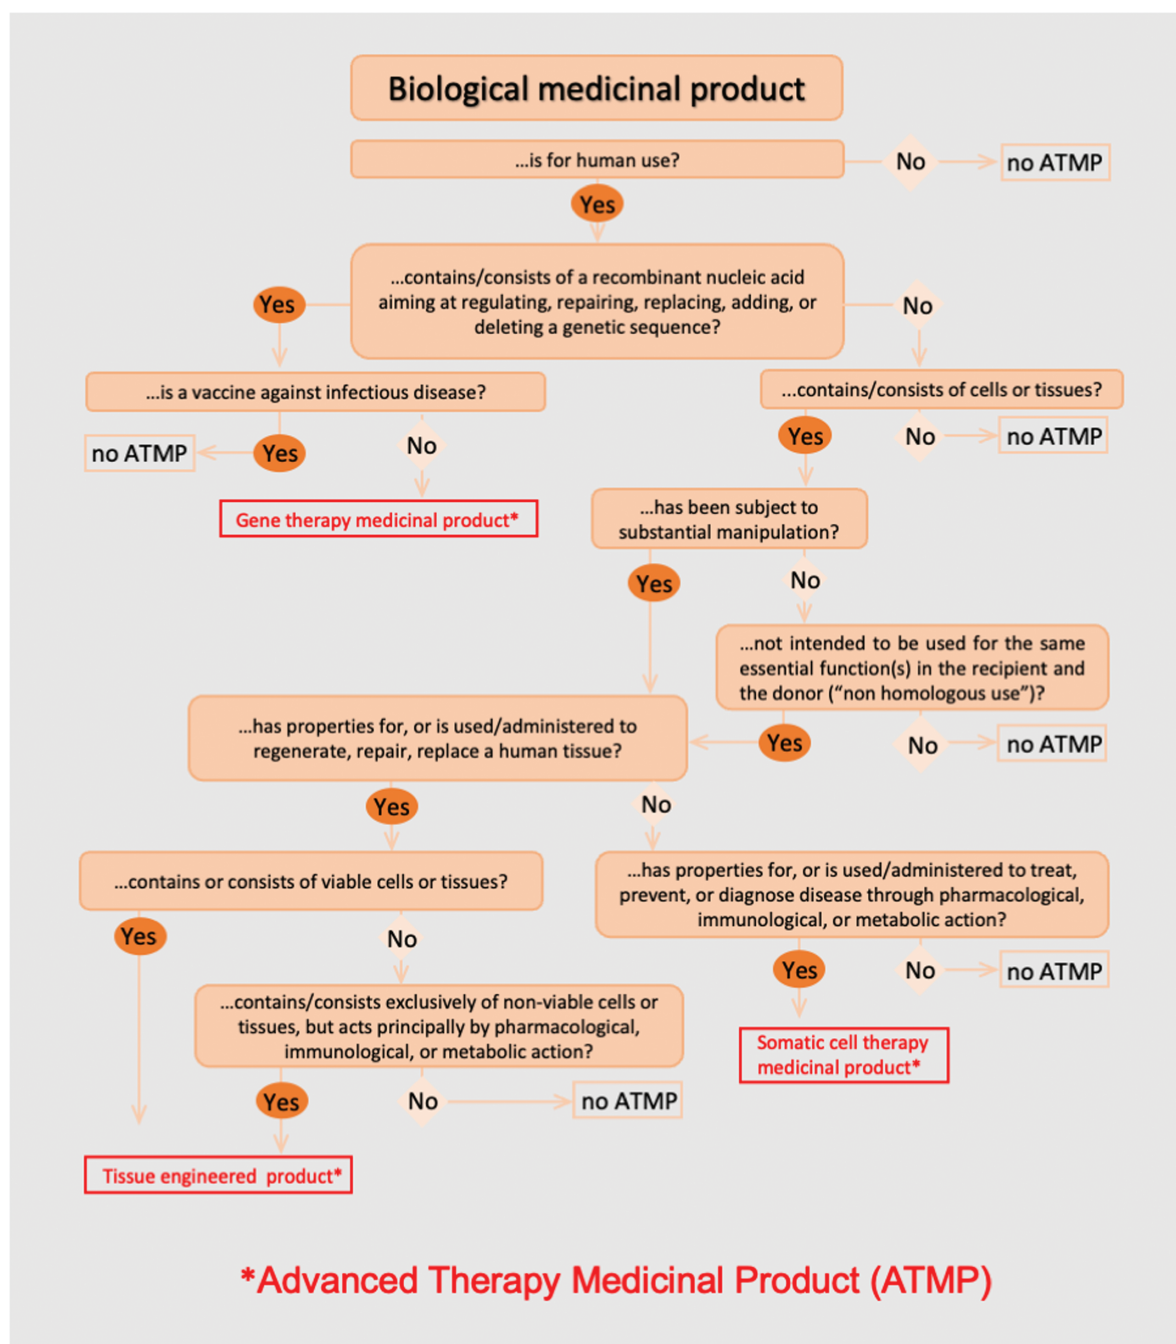 Biological medicinal product
...is for human use?
No
no ATMP
Yes
...contains/consists of a recombinant nucleic acid
aiming at regulating, repairing, replacing, adding, or
deleting a genetic sequence?
Yes
No
...is a vaccine against infectious disease?
...contains/consists of cells or tissues?
no ATMP
Yes
No
Yes
No
no ATMP
Gene therapy medicinal product*
...has been subject to
substantial manipulation?
Yes
No
...not intended to be used for the same
essential function(s) in the recipient and
the donor (“non homologous use”)?
...has properties for, or is used/administered to
regenerate, repair, replace a human tissue?
Yes
No
no ATMP
Yes
No
...contains or consists of viable cells or tissues?
...has properties for, or is used/administered to treat,
prevent, or diagnose disease through pharmacological,
immunological, or metabolic action?
Yes
No
Yes
No
no ATMP
...contains/consists exclusively of non-viable cells or
tissues, but acts principally by pharmacological,
immunological, or metabolic action?
Somatic cell therapy
medicinal product*
Yes
No
no ATMP
Tissue engineered product*
*Advanced Therapy Medicinal Product (ATMP)